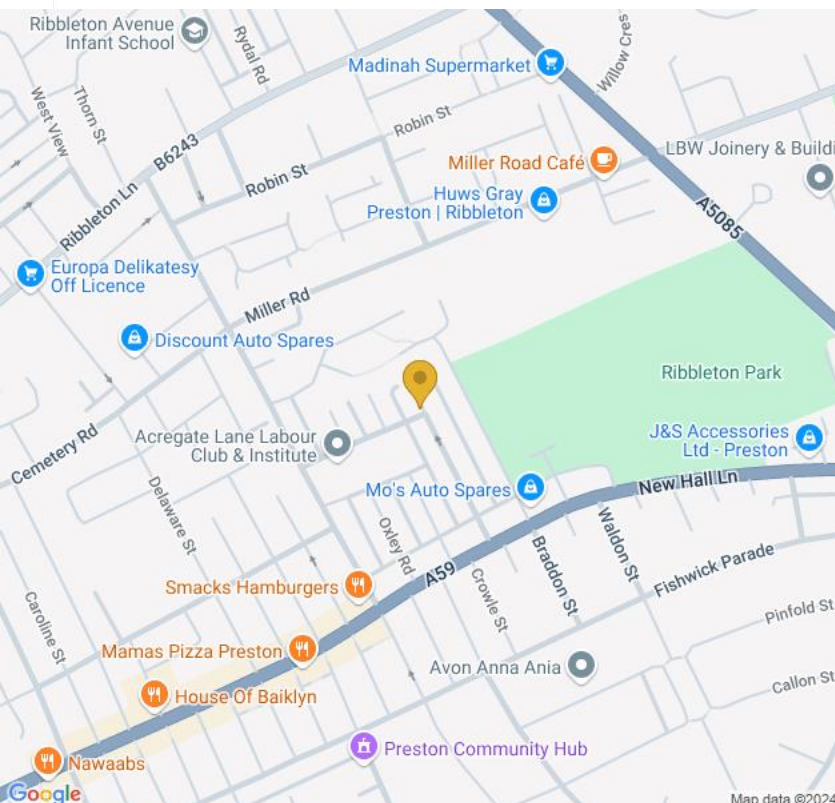 Ribbleton Avenue
Infant School
Rydal Rd
Willow Cres
Madinah Supermarket
West View
Thorn St
B6243
Robin St
Robin St
Miller Road Café
LBW Joinery & Buildi
Huws Gray
Preston | Ribbleton
A5085
Ribbleton Ln
Europa Delikatesy
Off Licence
Miller Rd
Discount Auto Spares
Ribbleton Park
Acregate Lane Labour
Club & Institute
J&S Accessories
Ltd - Preston
Cemetery Rd
Mo's Auto Spares
New Hall Ln
Delaware St
Oxley Rd
Waldon St
Braddon St
Fishwick Parade
A59
Smacks Hamburgers
Crowle St
Caroline St
Pinfold St
Mamas Pizza Preston
Avon Anna Ania
Callon St
House Of Baiklyn
Preston Community Hub
Nawaabs
Google
Map data ©2024